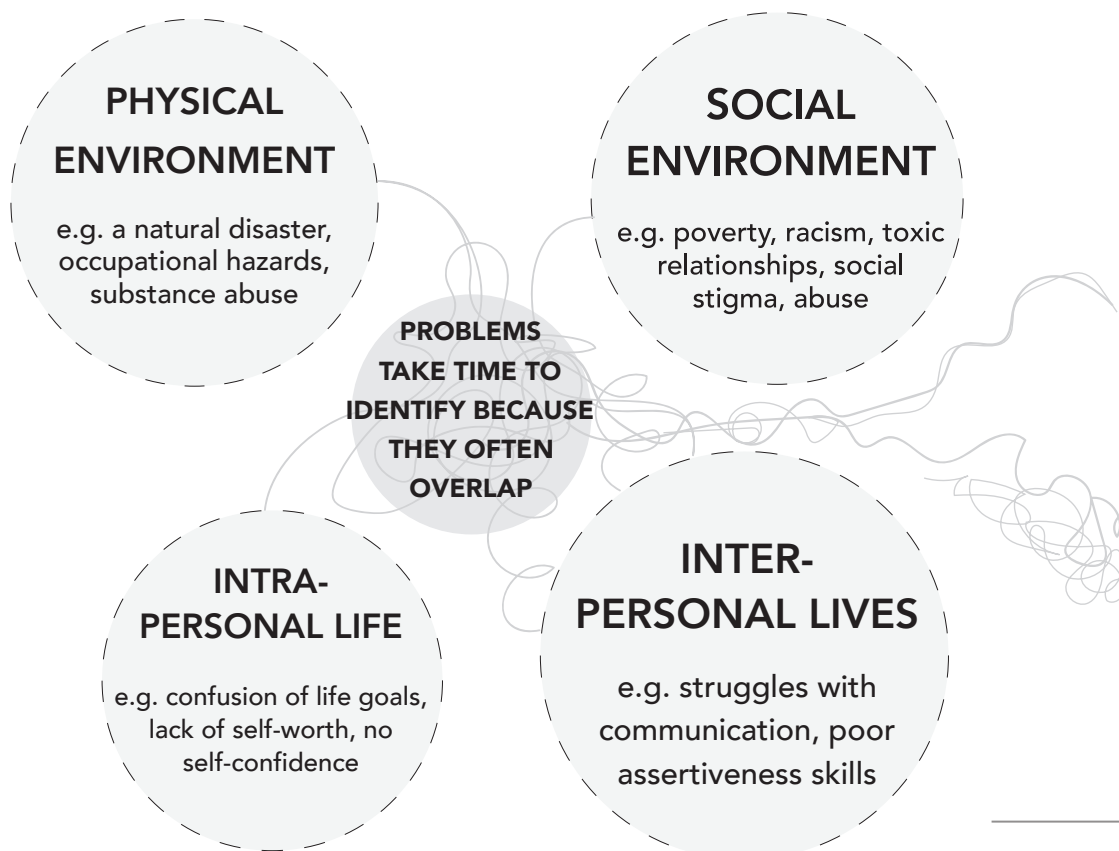 PHYSICAL
ENVIRONMENT
e.g. a natural disaster,
occupational hazards,
substance abuse
SOCIAL
ENVIRONMENT
e.g. poverty, racism, toxic
relationships, social
stigma, abuse
PROBLEMS
TAKE TIME TO
IDENTIFY BECAUSE
THEY OFTEN
OVERLAP
INTRA-
PERSONAL LIFE
e.g. confusion of life goals,
lack of self-worth, no
self-confidence
INTER-
PERSONAL LIVES
e.g. struggles with
communication, poor
assertiveness skills